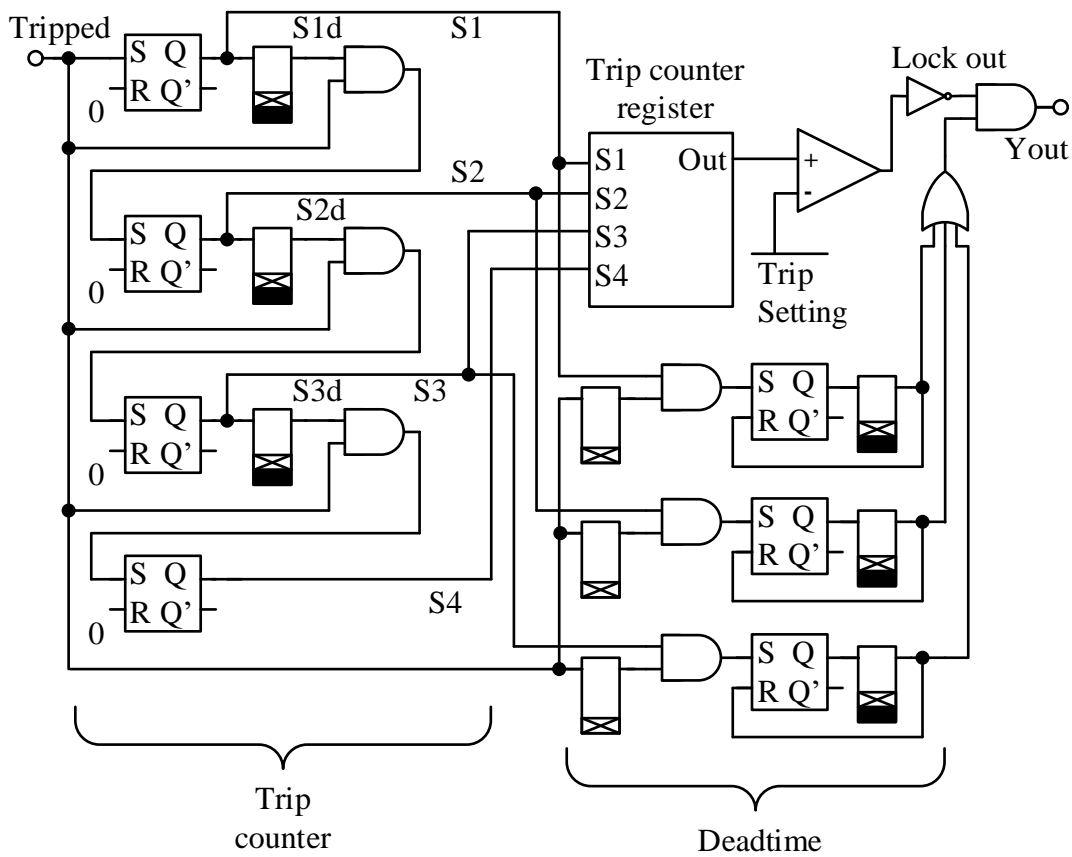 Tripped
S1d
S1
S Q
R Q'
0
Lock out
Yout
Trip counter
register
S1
S2
S3
S4
Out
+
-
Trip
Setting
S2
S2d
S Q
R Q'
0
S3d
S3
S Q
R Q'
0
S Q
R Q'
0
S4
S Q
R Q'
S Q
R Q'
S Q
R Q'
Trip
counter
Deadtime